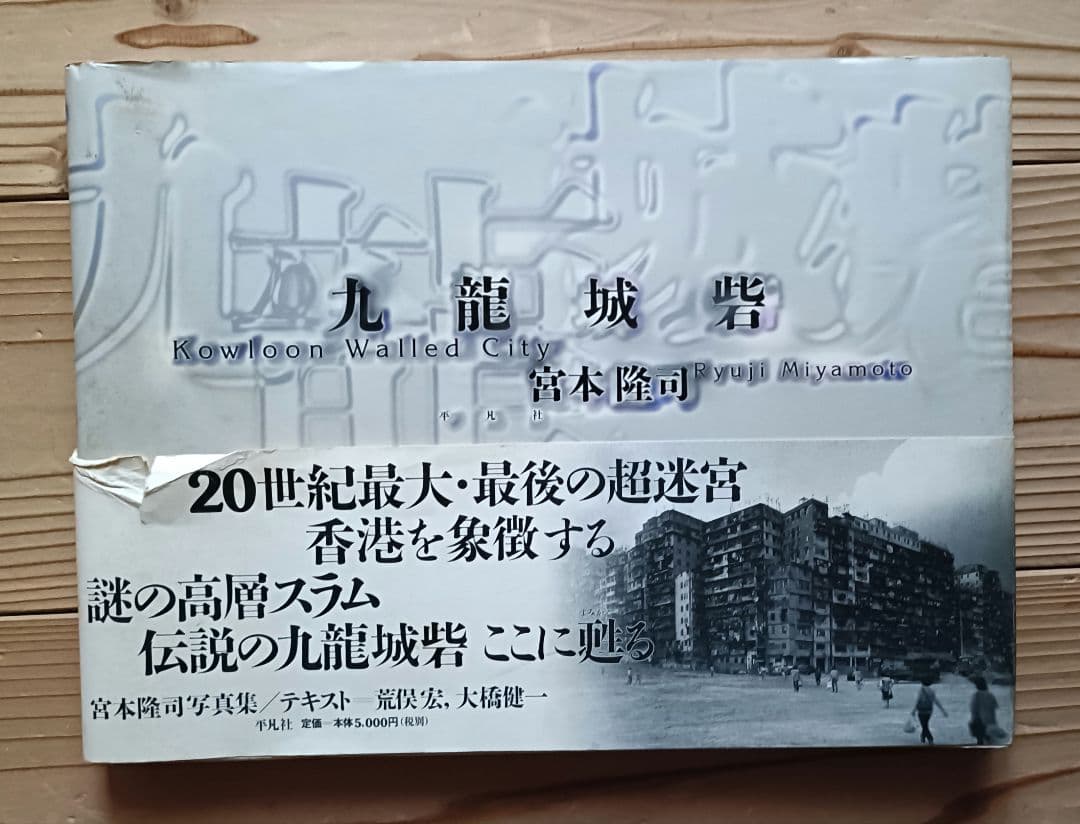 九龍城砦
Kowloon Walled City
宮本隆司 Ryuji Miyamoto
平凡社
20世紀最大・最後の超迷宮
香港を象徴する
謎の高層スラム
伝説の九龍城砦 ここに甦る
宮本隆司写真集/テキスト―荒俣宏,大橋健一
平凡社 定価―本体5,000円(税別)